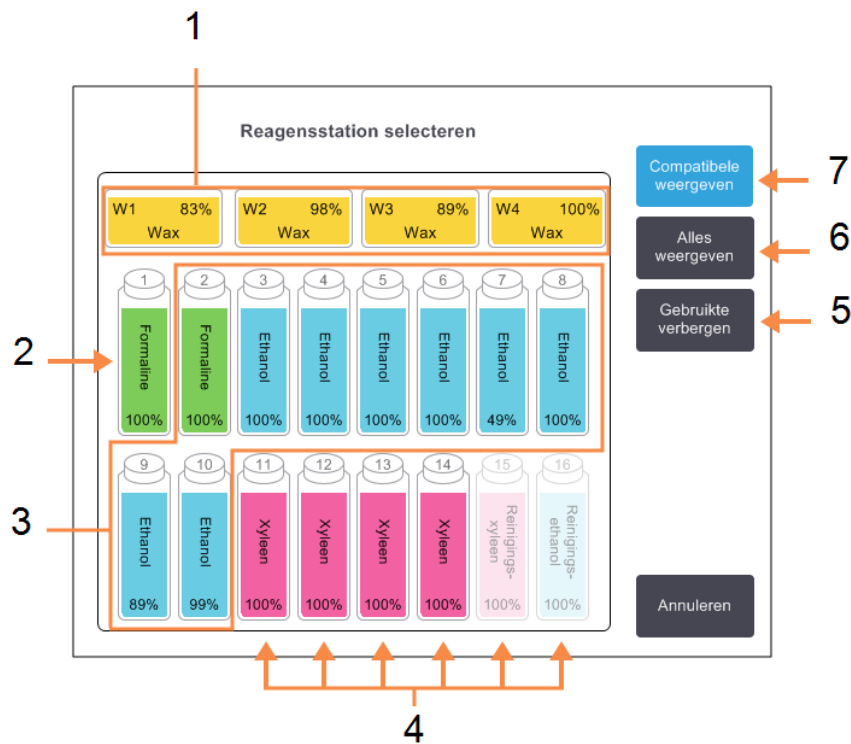 1
Reagensstation selecteren
Compatibele
weergeven
7
W1 83%
Wax
W2 98%
Wax
W3 89%
Wax
W4 100%
Wax
Alles
weergeven
6
Gebruikte
verbergen
5
2
1
Formaline
100%
2
Formaline
100%
3
Ethanol
100%
4
Ethanol
100%
5
Ethanol
100%
6
Ethanol
100%
7
Ethanol
49%
8
Ethanol
100%
3
9
Ethanol
89%
10
Ethanol
99%
11
Xyleen
100%
12
Xyleen
100%
13
Xyleen
100%
14
Xyleen
100%
15
Reinigings-
xyleen
100%
16
Reinigings-
ethanol
100%
Annuleren
4